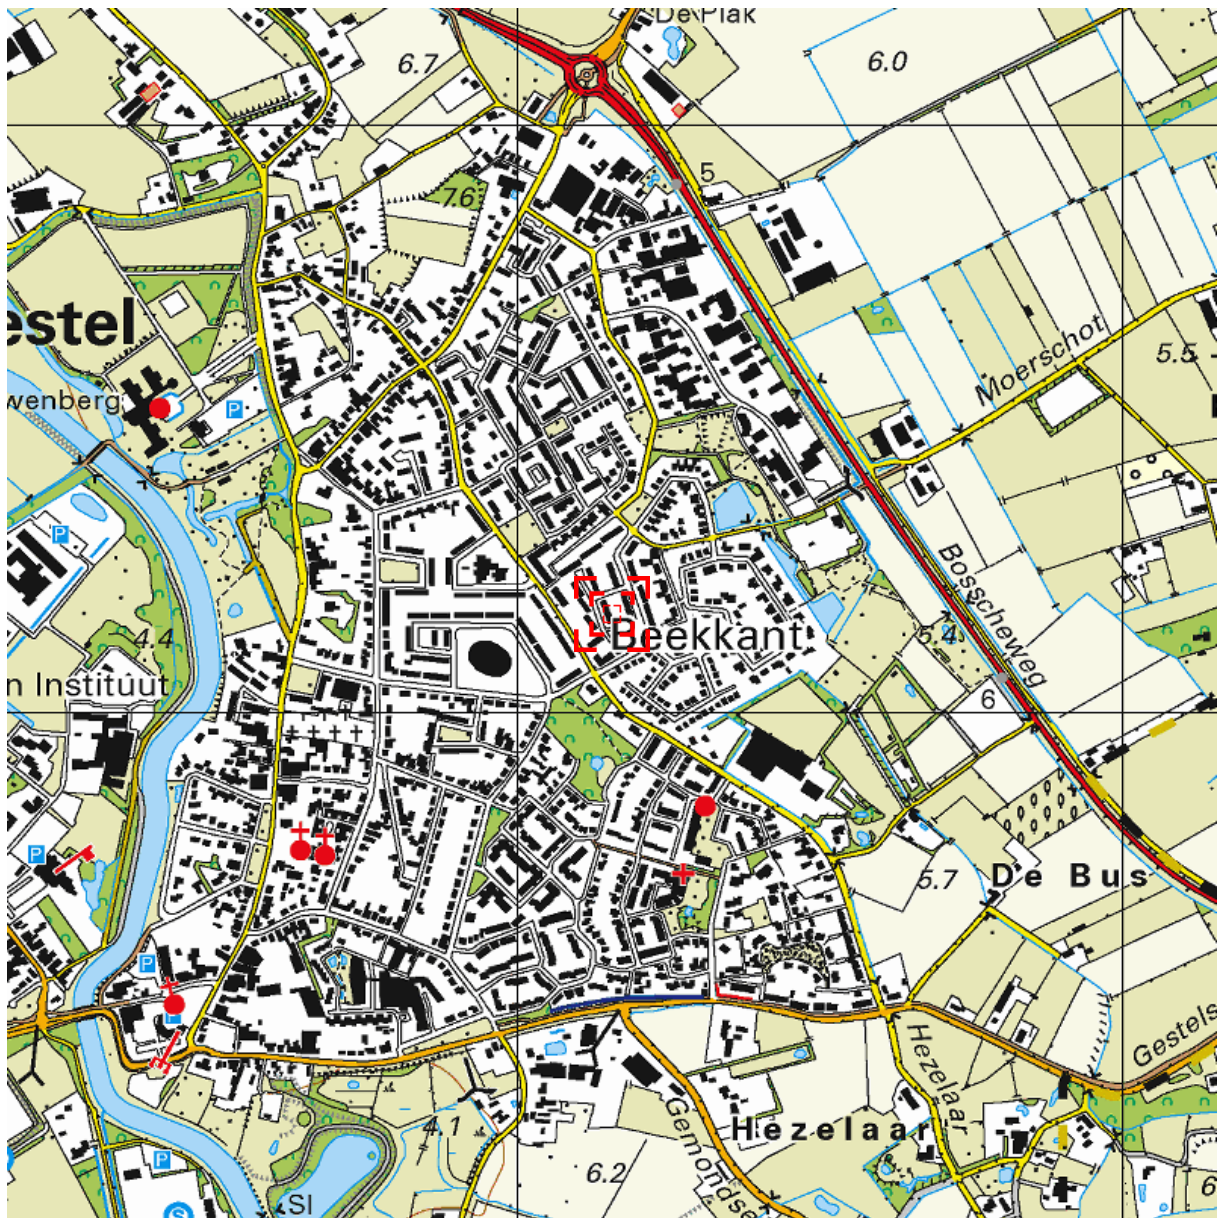 De Plak
6.7
6.0
5
7.6
estel
Moerschot
5.5
wenberg
P
P
Bosscheweg
4.4
Beekkant
5.4
n Instituut
6
P
5.7
De Bus
P
P
Gestels
Hezelaar
Gemondse
4.1
Hezelaar
P
6.2
6
Sl
S